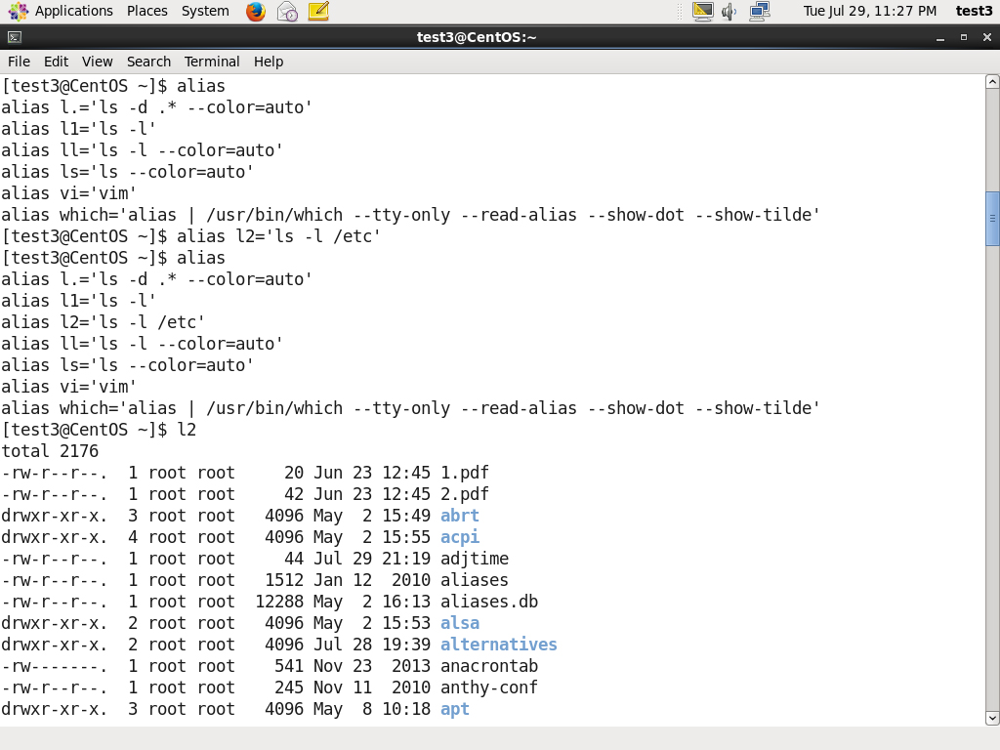 Applications Places System Tue Jul 29, 11:27 PM test3
test3@CentOS:~
File Edit View Search Terminal Help
[test3@CentOS ~]$ alias
alias l.='ls -d .* --color=auto'
alias l1='ls -l'
alias ll='ls -l --color=auto'
alias ls='ls --color=auto'
alias vi='vim'
alias which='alias | /usr/bin/which --tty-only --read-alias --show-dot --show-tilde'
[test3@CentOS ~]$ alias l2='ls -l /etc'
[test3@CentOS ~]$ alias
alias l.='ls -d .* --color=auto'
alias l1='ls -l'
alias l2='ls -l /etc'
alias ll='ls -l --color=auto'
alias ls='ls --color=auto'
alias vi='vim'
alias which='alias | /usr/bin/which --tty-only --read-alias --show-dot --show-tilde'
[test3@CentOS ~]$ l2
total 2176
-rw-r--r--.  1 root root     20 Jun 23 12:45 1.pdf
-rw-r--r--.  1 root root     42 Jun 23 12:45 2.pdf
drwxr-xr-x.  3 root root   4096 May  2 15:49 abrt
drwxr-xr-x.  4 root root   4096 May  2 15:55 acpi
-rw-r--r--.  1 root root     44 Jul 29 21:19 adjtime
-rw-r--r--.  1 root root   1512 Jan 12  2010 aliases
-rw-r--r--.  1 root root  12288 May  2 16:13 aliases.db
drwxr-xr-x.  2 root root   4096 May  2 15:53 alsa
drwxr-xr-x.  2 root root   4096 Jul 28 19:39 alternatives
-rw-------.  1 root root    541 Nov 23  2013 anacrontab
-rw-r--r--.  1 root root    245 Nov 11  2010 anthy-conf
drwxr-xr-x.  3 root root   4096 May  8 10:18 apt